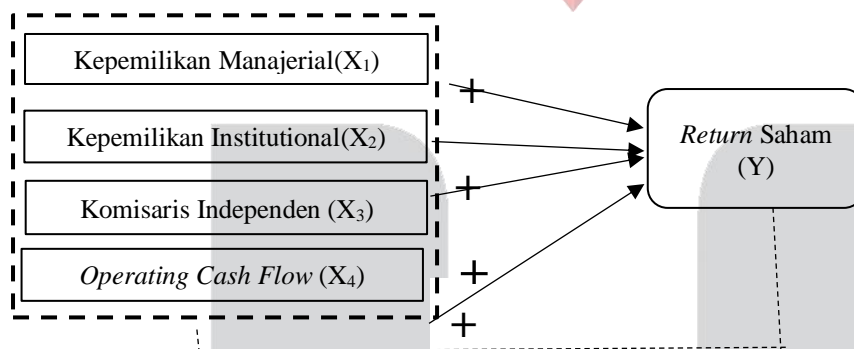 Kepemilikan Manajerial(X₁)
+
Kepemilikan Institutional(X₂)
Return Saham
(Y)
+
Komisaris Independen (X₃)
Operating Cash Flow (X₄)
+
+